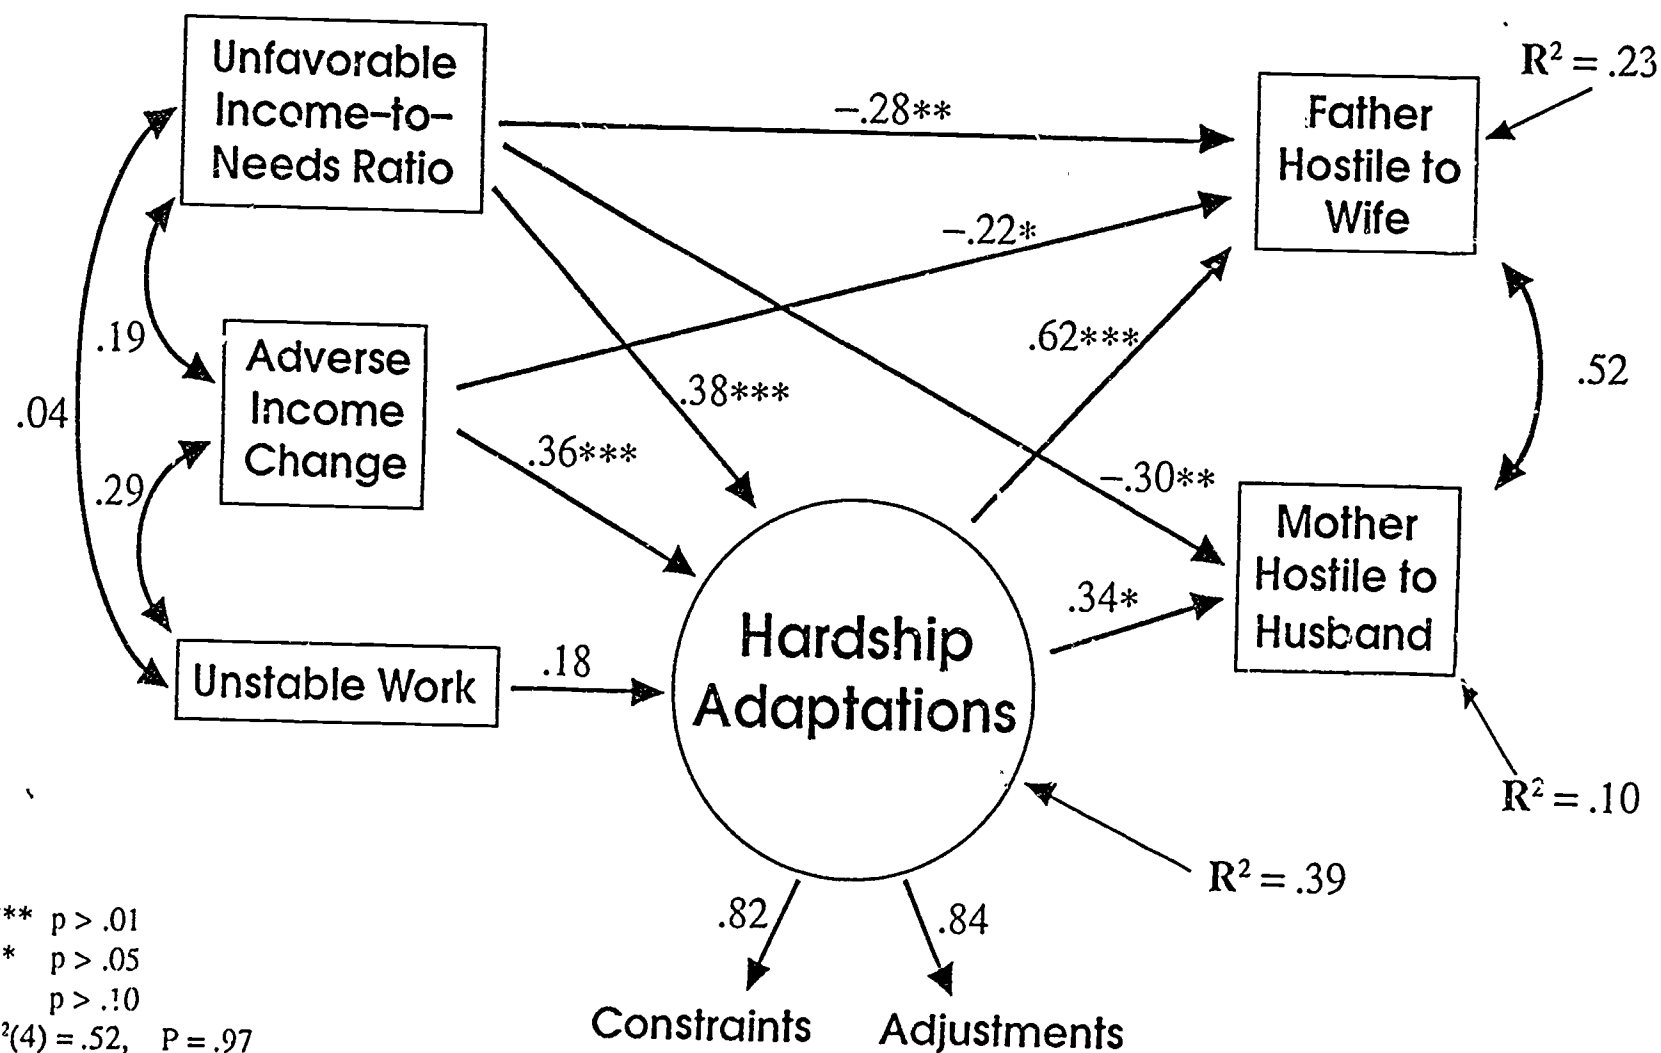 Unfavorable
Income-to-
Needs Ratio
Adverse
Income
Change
Unstable Work
Hardship
Adaptations
Father
Hostile to
Wife
Mother
Hostile to
Husband
Constraints
Adjustments
-.28**
-.22*
.62***
.38***
.36***
-.30**
.34*
.18
.19
.04
.29
.52
.82
.84
R² = .23
R² = .10
R² = .39
** p > .01
* p > .05
p > .10
²(4) = .52, P = .97